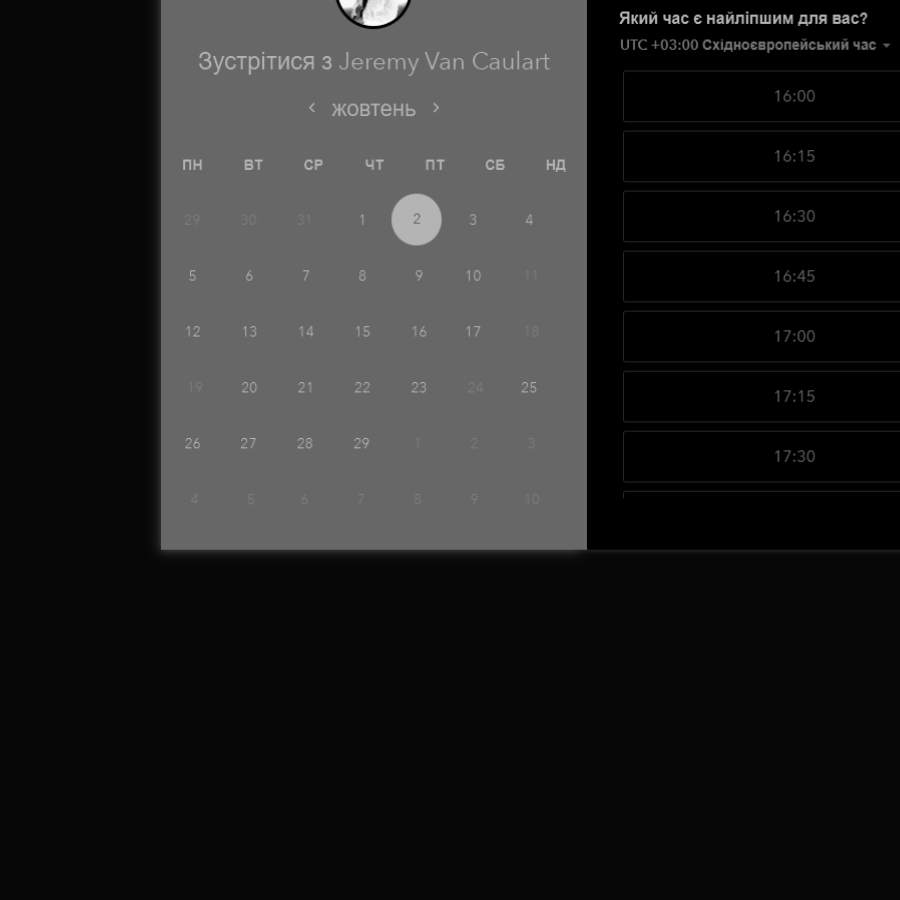 Зустрітися з Jeremy Van Caulart
жовтень
ПН ВТ СР ЧТ ПТ СБ НД
29 30 31 1 2 3 4
5 6 7 8 9 10 11
12 13 14 15 16 17 18
19 20 21 22 23 24 25
26 27 28 29 1 2 3
4 5 6 7 8 9 10
Який час є найліпшим для вас?
UTC +03:00 Східноєвропейський час
16:00
16:15
16:30
16:45
17:00
17:15
17:30